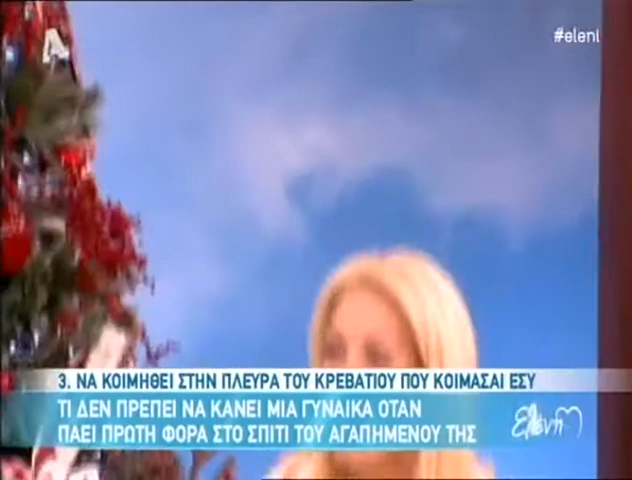 #eleni
3. ΝΑ ΚΟΙΜΗΘΕΙ ΣΤΗΝ ΠΛΕΥΡΑ ΤΟΥ ΚΡΕΒΑΤΙΟΥ ΠΟΥ ΚΟΙΜΑΣΑΙ ΕΣΥ
ΤΙ ΔΕΝ ΠΡΕΠΕΙ ΝΑ ΚΑΝΕΙ ΜΙΑ ΓΥΝΑΙΚΑ ΟΤΑΝ
ΠΑΕΙ ΠΡΩΤΗ ΦΟΡΑ ΣΤΟ ΣΠΙΤΙ ΤΟΥ ΑΓΑΠΗΜΕΝΟΥ ΤΗΣ
Ελένη